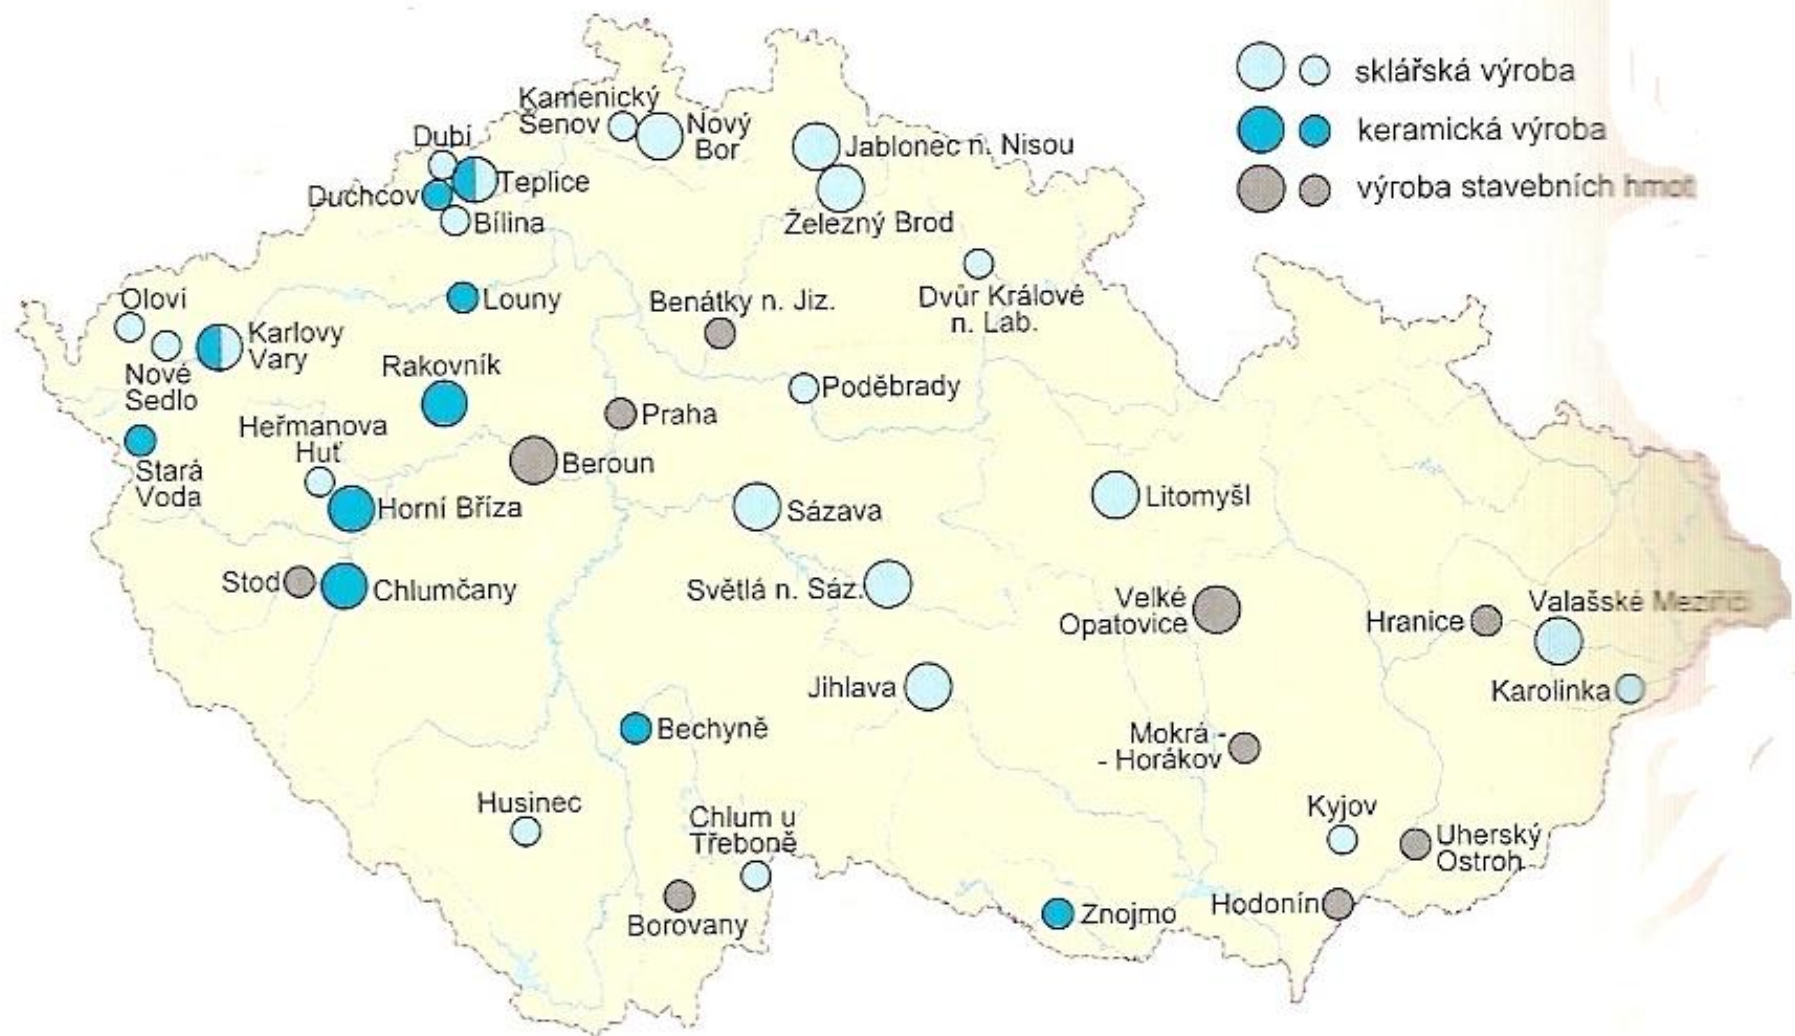 sklářská výroba
keramická výroba
výroba stavebních hmot
Kamenický
Šenov
Nový
Bor
Dubí
Jablonec n. Nisou
Duchcov
Teplice
Bílina
Železný Brod
Oloví
Louny
Benátky n. Jiz.
Dvůr Králové
n. Lab.
Karlovy
Vary
Nové
Sedlo
Rakovník
Poděbrady
Praha
Heřmanova
Huť
Stará
Voda
Beroun
Horní Bříza
Sázava
Litomyšl
Stod
Chlumčany
Světlá n. Sáz.
Velké
Opatovice
Hranice
Valašské Meziříčí
Jihlava
Karolinka
Bechyně
Mokrá -
- Horákov
Husinec
Chlum u
Třeboně
Kyjov
Uherský
Ostroh
Borovany
Znojmo
Hodonín